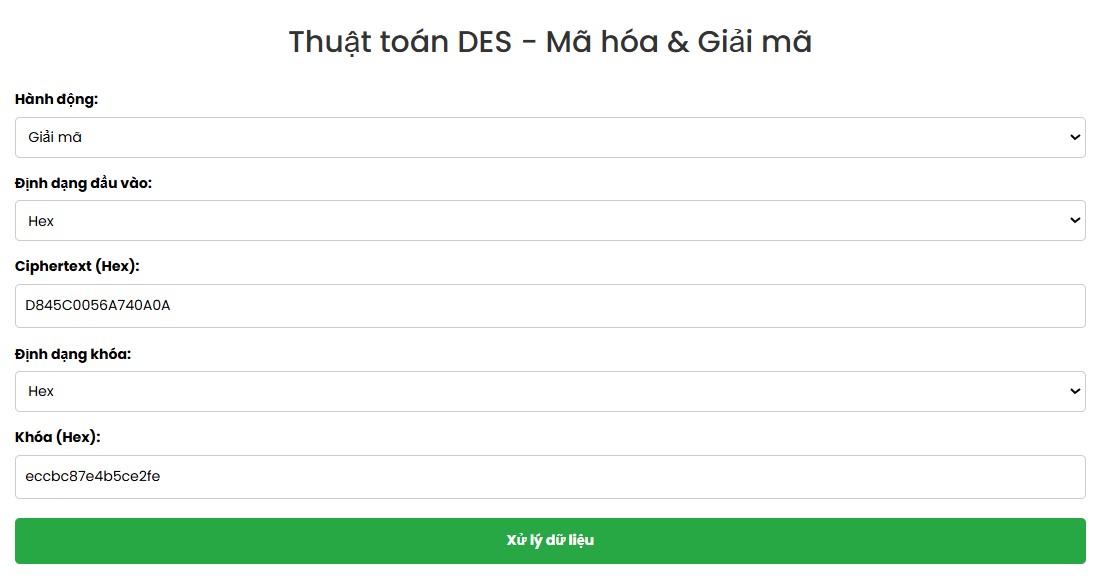 Thuật toán DES - Mã hóa & Giải mã
Hành động:
Giải mã
Định dạng đầu vào:
Hex
Ciphertext (Hex):
D845C0056A740A0A
Định dạng khóa:
Hex
Khóa (Hex):
eccbc87e4b5ce2fe
Xử lý dữ liệu